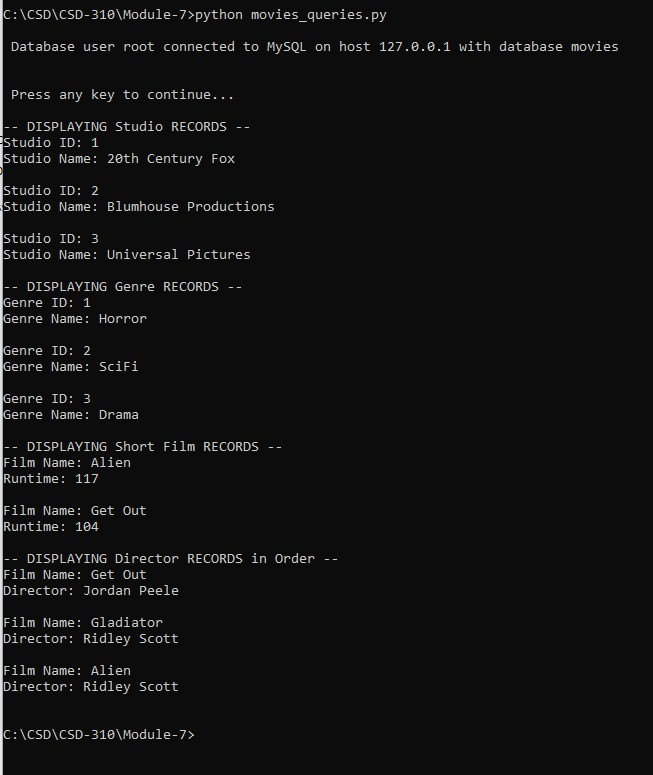 C:\CSD\CSD-310\Module-7>python movies_queries.py
Database user root connected to MySQL on host 127.0.0.1 with database movies
Press any key to continue...
-- DISPLAYING Studio RECORDS --
Studio ID: 1
Studio Name: 20th Century Fox
Studio ID: 2
Studio Name: Blumhouse Productions
Studio ID: 3
Studio Name: Universal Pictures
-- DISPLAYING Genre RECORDS --
Genre ID: 1
Genre Name: Horror
Genre ID: 2
Genre Name: SciFi
Genre ID: 3
Genre Name: Drama
-- DISPLAYING Short Film RECORDS --
Film Name: Alien
Runtime: 117
Film Name: Get Out
Runtime: 104
-- DISPLAYING Director RECORDS in Order --
Film Name: Get Out
Director: Jordan Peele
Film Name: Gladiator
Director: Ridley Scott
Film Name: Alien
Director: Ridley Scott
C:\CSD\CSD-310\Module-7>